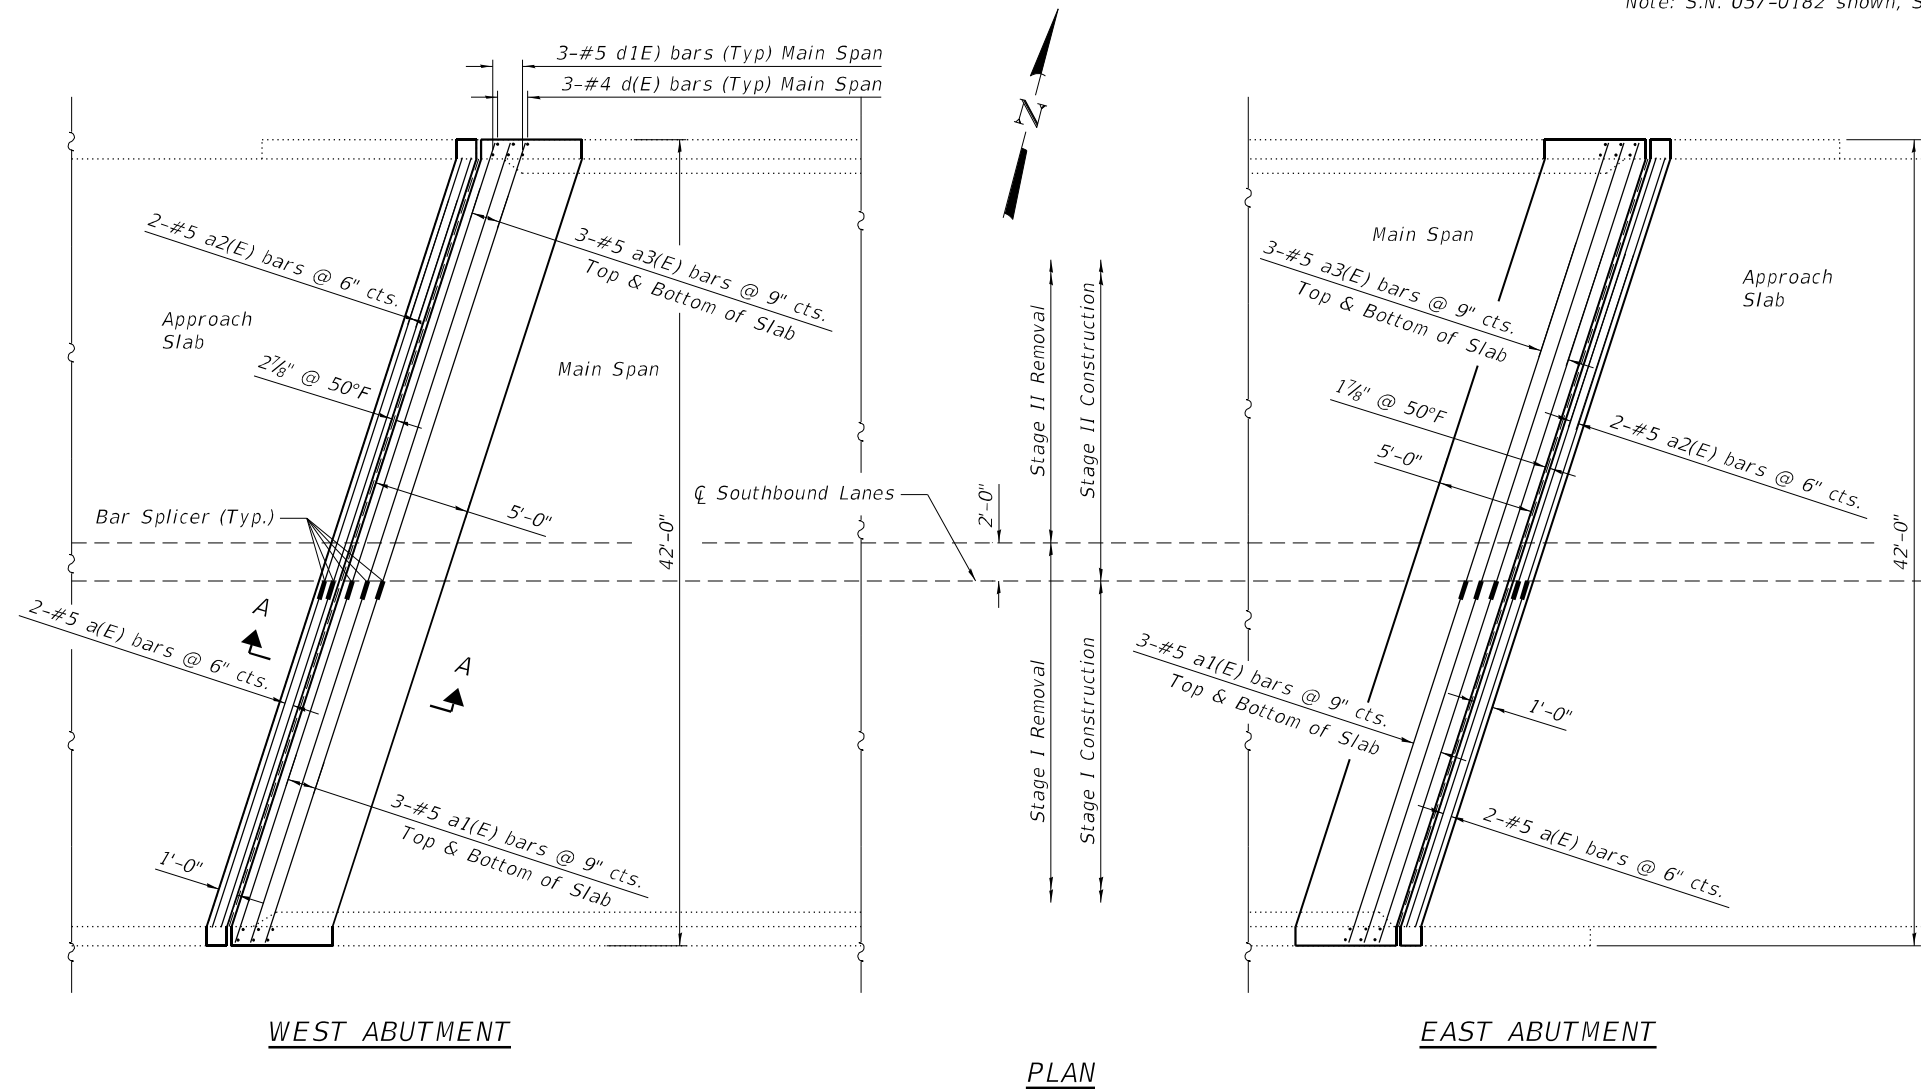 Note: S.N. 057-0182 shown, S
3-#5 d1E) bars (Typ) Main Span
3-#4 d(E) bars (Typ) Main Span
N
2-#5 a2(E) bars @ 6" cts.
3-#5 a3(E) bars @ 9" cts.
Top & Bottom of Slab
Approach
Slab
2⅞" @ 50°F
Main Span
Bar Splicer (Typ.)
5'-0"
42'-0"
A
A
2-#5 a(E) bars @ 6" cts.
3-#5 a1(E) bars @ 9" cts.
Top & Bottom of Slab
1'-0"
WEST ABUTMENT
℄ Southbound Lanes
2'-0"
Stage II Removal
Stage II Construction
Stage I Removal
Stage I Construction
Main Span
3-#5 a3(E) bars @ 9" cts.
Top & Bottom of Slab
Approach
Slab
1⅞" @ 50°F
5'-0"
2-#5 a2(E) bars @ 6" cts.
42'-0"
3-#5 a1(E) bars @ 9" cts.
Top & Bottom of Slab
1'-0"
2-#5 a(E) bars @ 6" cts.
EAST ABUTMENT
PLAN